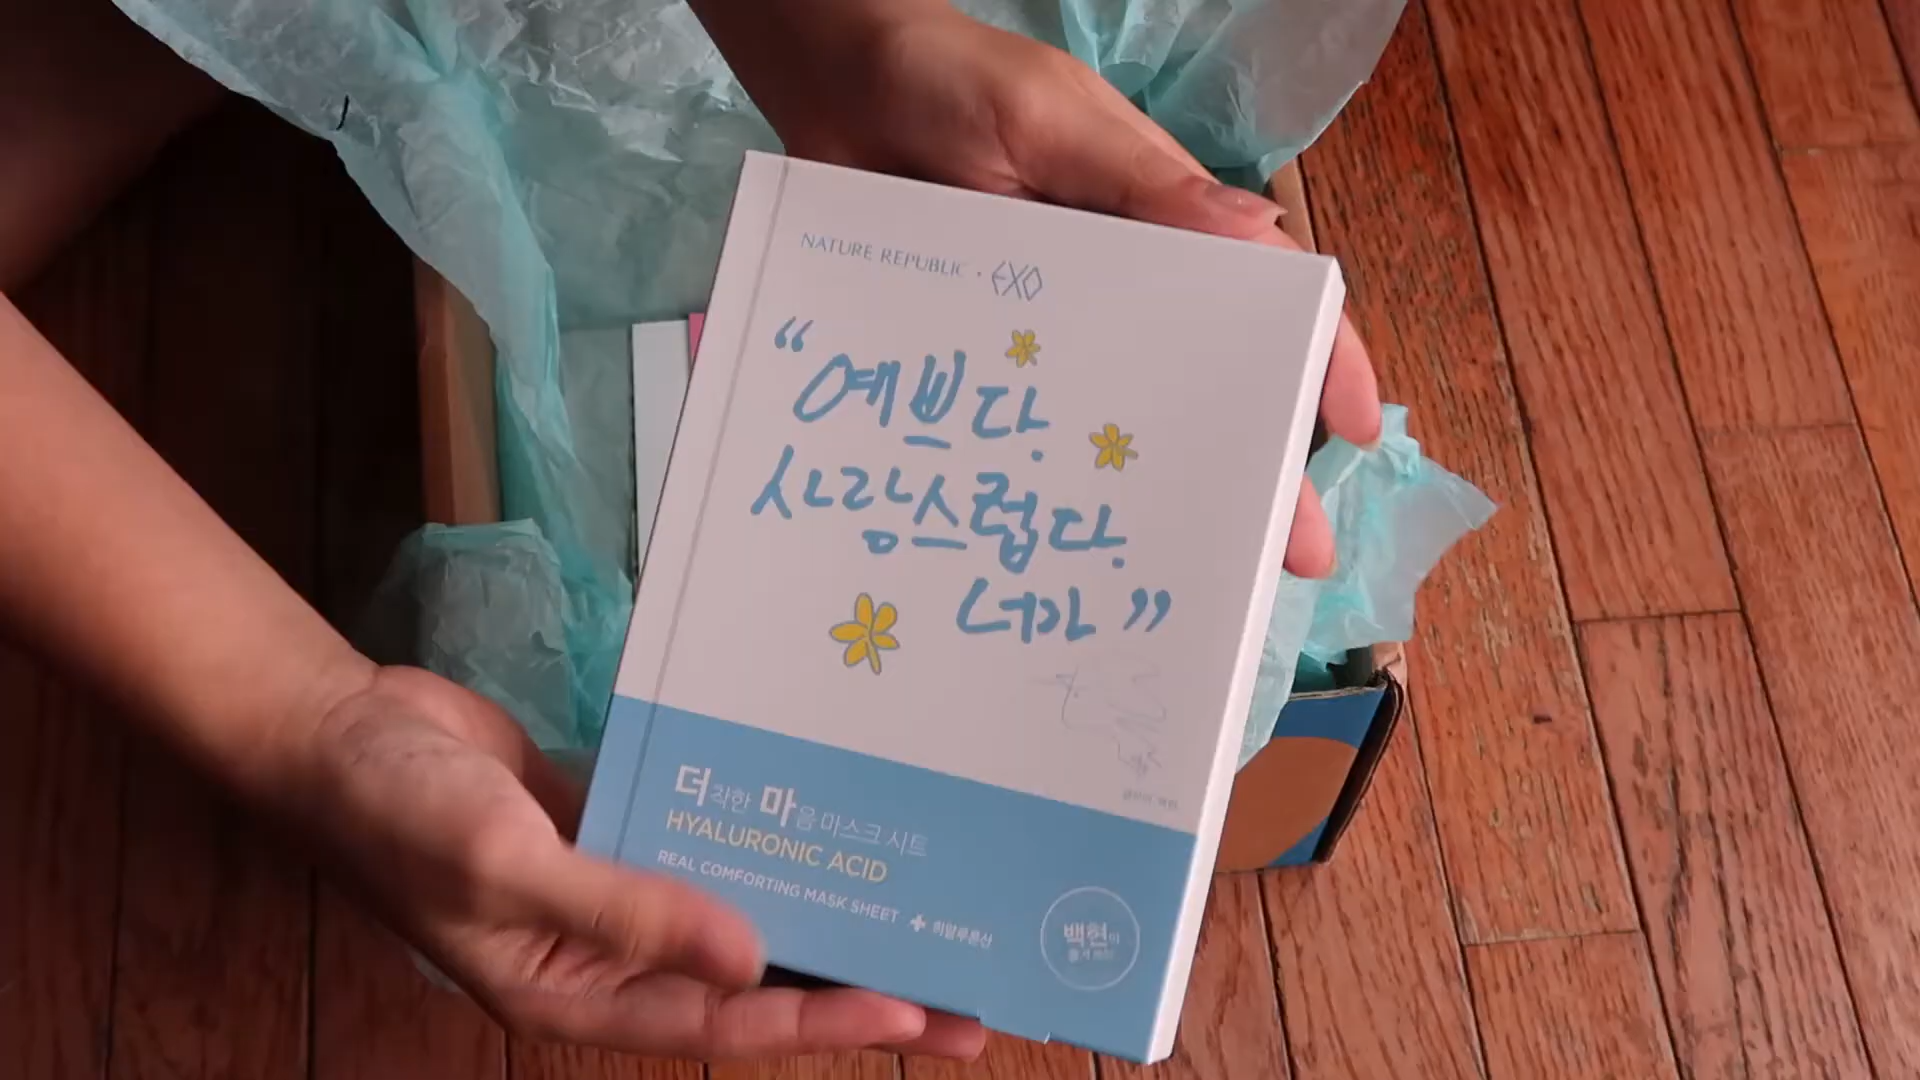 NATURE REPUBLIC · EXO
“예쁘다.
사랑스럽다.
너가”
더 착한 마음 마스크 시트
HYALURONIC ACID
REAL COMFORTING MASK SHEET + 히알루론산
백현이